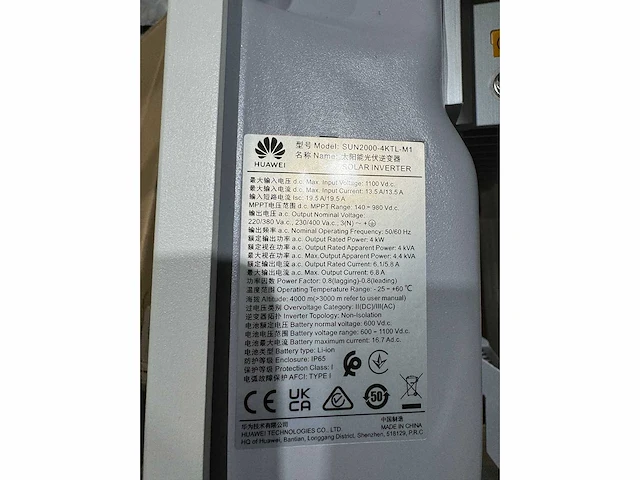 HUAWEI
型号 Model: SUN2000-4KTL-M1
名称 Name: 太阳能光伏逆变器
SOLAR INVERTER
最大输入电压 d.c. Max. Input Voltage: 1100 Vd.c.
最大输入电流 d.c. Max. Input Current: 13.5 A/13.5 A
输入短路电流 Isc: 19.5 A/19.5 A
MPPT电压范围 d.c. MPPT Range: 140 ~ 980 Vd.c.
输出电压 a.c. Output Nominal Voltage:
220/380 Va.c., 230/400 Va.c., 3(N) ~ +
输出频率 a.c. Nominal Operating Frequency: 50/60 Hz
额定输出功率 a.c. Output Rated Power: 4 kW
额定视在功率 a.c. Output Rated Apparent Power: 4 kVA
最大视在功率 a.c. Max. Output Rated Apparent Power: 4.4 kVA
额定输出电流 a.c. Output Rated Current: 6.1/5.8 A
最大输出电流 a.c. Max. Output Current: 6.8 A
功率因数 Power Factor: 0.8(lagging)-0.8(leading)
温度范围 Operating Temperature Range: - 25 ~ +60 ℃
海拔 Altitude: 4000 m(>3000 m refer to user manual)
过电压类别 Overvoltage Category: II(DC)/III(AC)
逆变器拓扑 Inverter Topology: Non-Isolation
电池额定电压 Battery normal voltage: 600 Vd.c.
电池电压范围 Battery voltage range: 600 ~ 1100 Vd.c.
电池最大电流 Battery maximum current: 16.7 Ad.c.
电池类型 Battery type: Li-ion
防护等级 Enclosure: IP65
保护等级 Protection Class: I
电弧故障保护 AFCI: TYPE I
CE UK CA 50
华为技术有限公司 中国制造
HUAWEI TECHNOLOGIES CO., LTD. MADE IN CHINA
HQ of Huawei, Bantian, Longgang District, Shenzhen, 518129, P.R.C